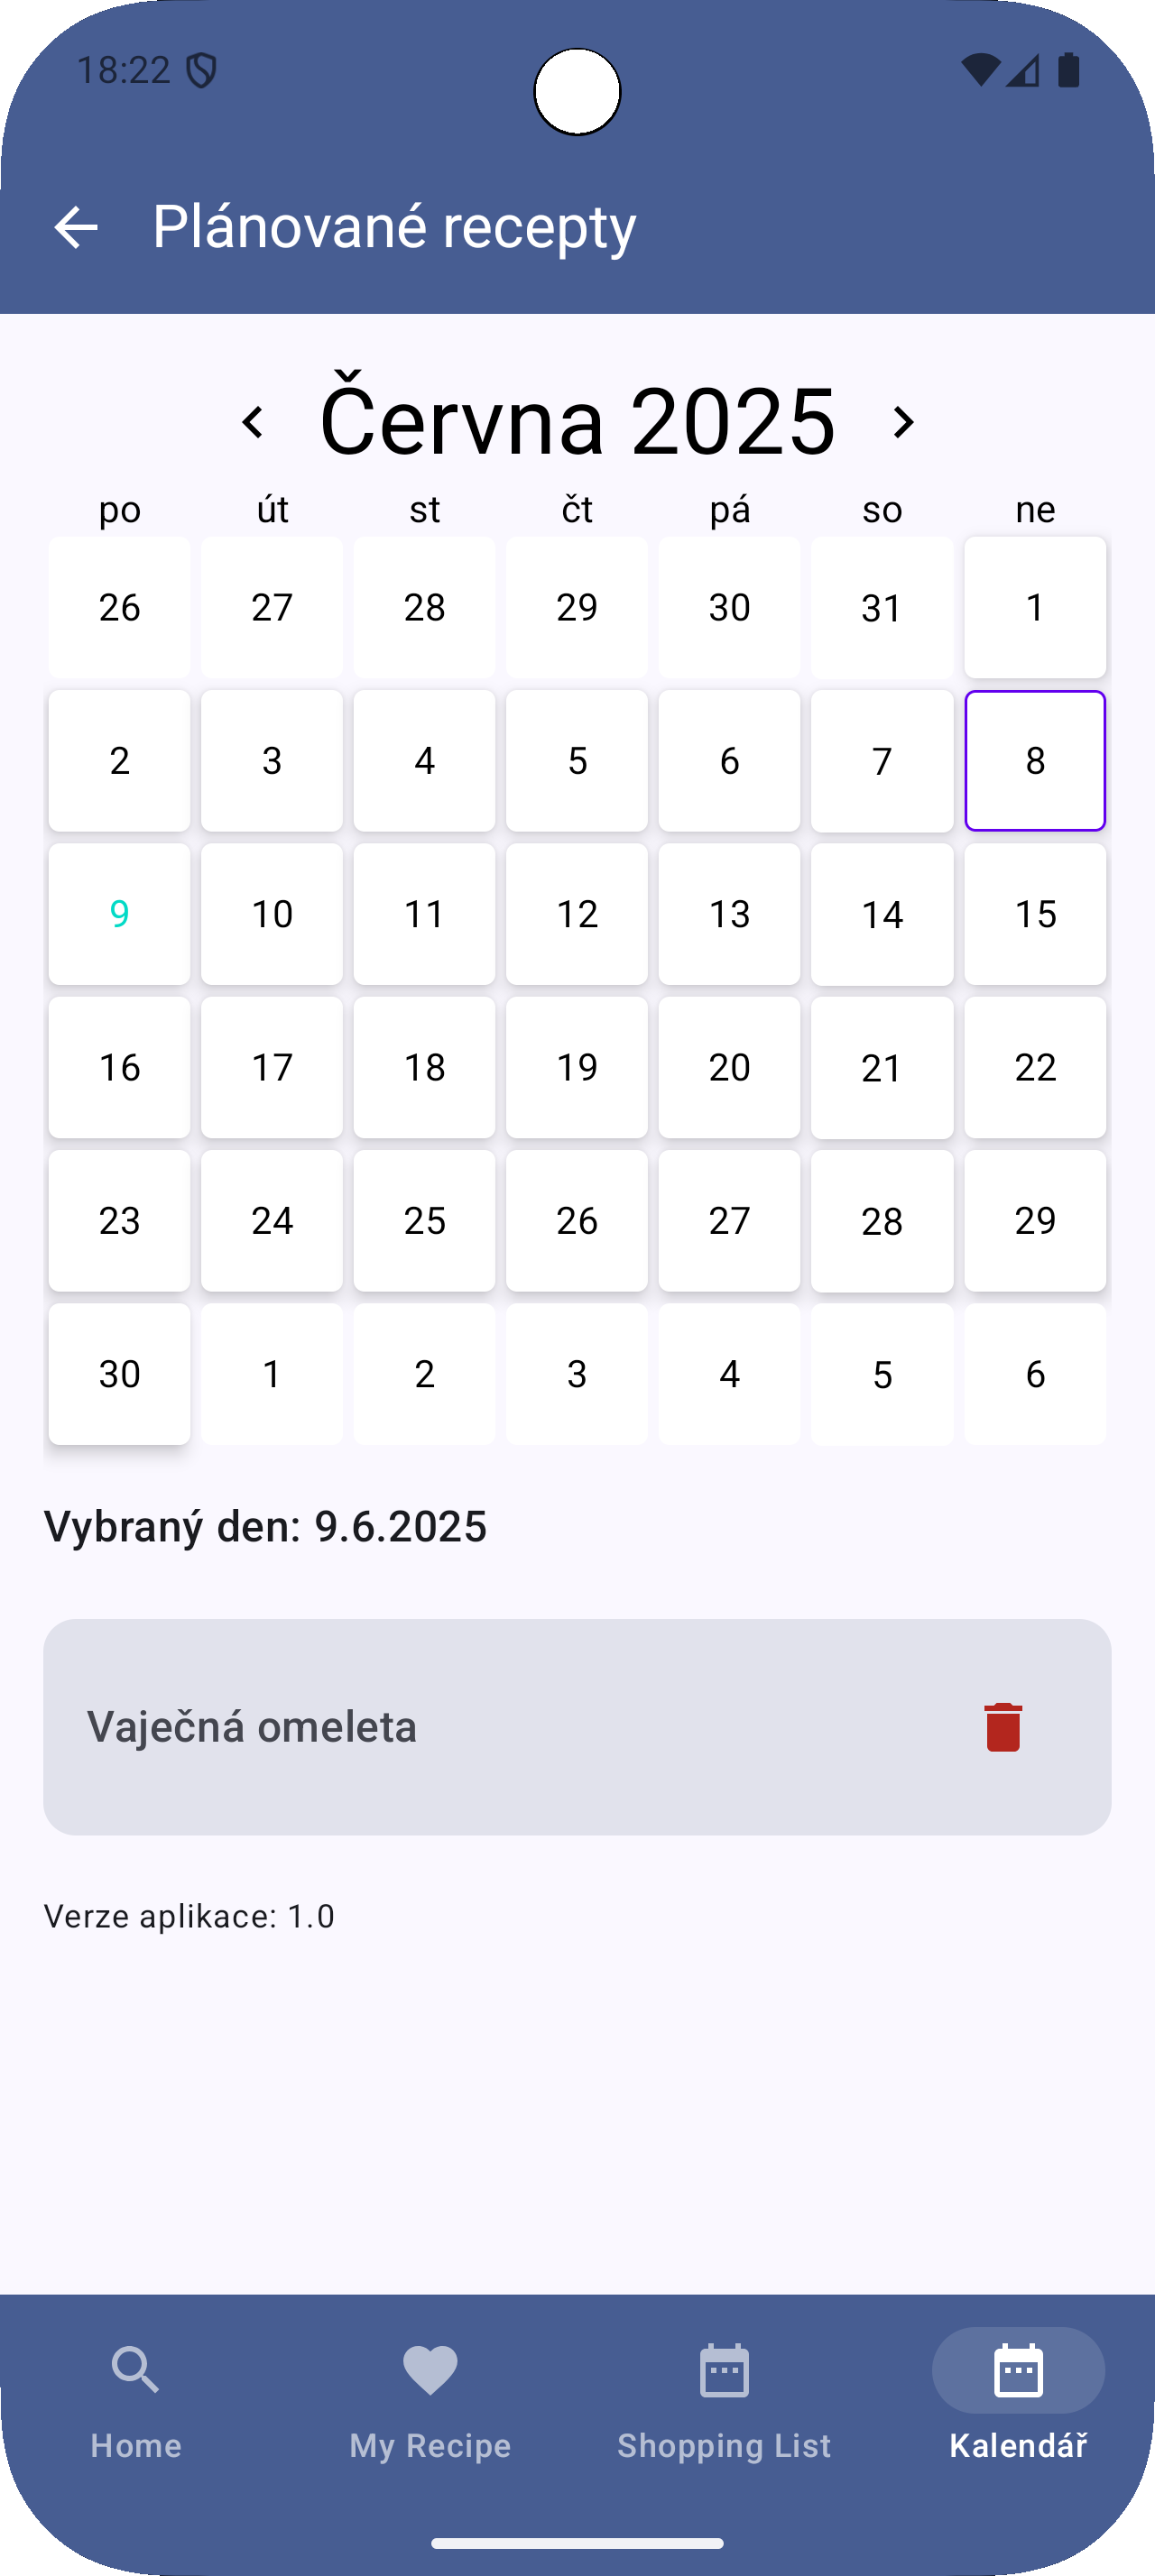 18:22
Plánované recepty
Června 2025
po út st čt pá so ne
26 27 28 29 30 31 1
2 3 4 5 6 7 8
9 10 11 12 13 14 15
16 17 18 19 20 21 22
23 24 25 26 27 28 29
30 1 2 3 4 5 6
Vybraný den: 9.6.2025
Vaječná omeleta
Verze aplikace: 1.0
Home My Recipe Shopping List Kalendář